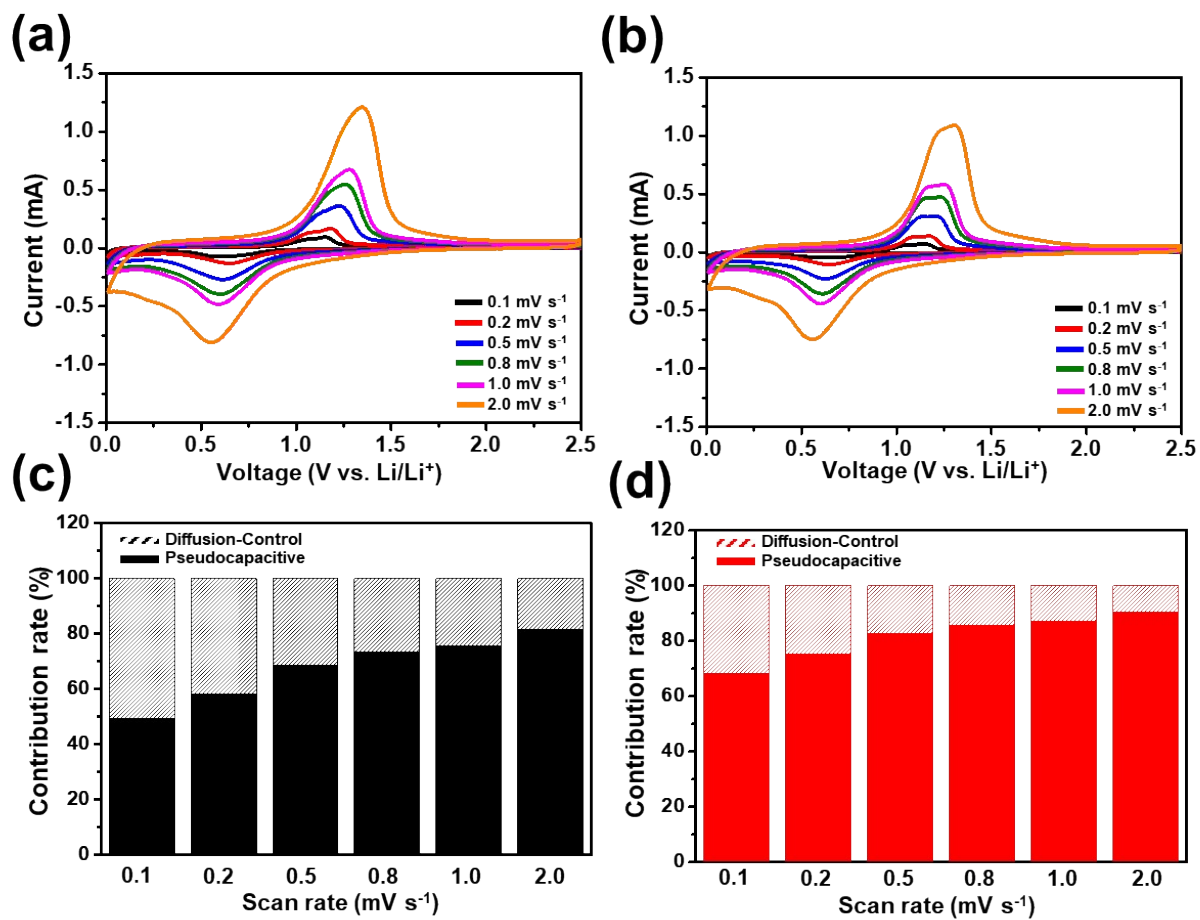 (a)
1.5
1.0
0.5
0.0
-0.5
-1.0
-1.5
Current (mA)
0.1 mV s⁻¹
0.2 mV s⁻¹
0.5 mV s⁻¹
0.8 mV s⁻¹
1.0 mV s⁻¹
2.0 mV s⁻¹
0.0 0.5 1.0 1.5 2.0 2.5
Voltage (V vs. Li/Li⁺)
(b)
1.5
1.0
0.5
0.0
-0.5
-1.0
-1.5
Current (mA)
0.1 mV s⁻¹
0.2 mV s⁻¹
0.5 mV s⁻¹
0.8 mV s⁻¹
1.0 mV s⁻¹
2.0 mV s⁻¹
0.0 0.5 1.0 1.5 2.0 2.5
Voltage (V vs. Li/Li⁺)
(c)
120
100
80
60
40
20
0
Contribution rate (%)
Diffusion-Control
Pseudocapacitive
0.1 0.2 0.5 0.8 1.0 2.0
Scan rate (mV s⁻¹)
(d)
120
100
80
60
40
20
0
Contribution rate (%)
Diffusion-Control
Pseudocapacitive
0.1 0.2 0.5 0.8 1.0 2.0
Scan rate (mV s⁻¹)